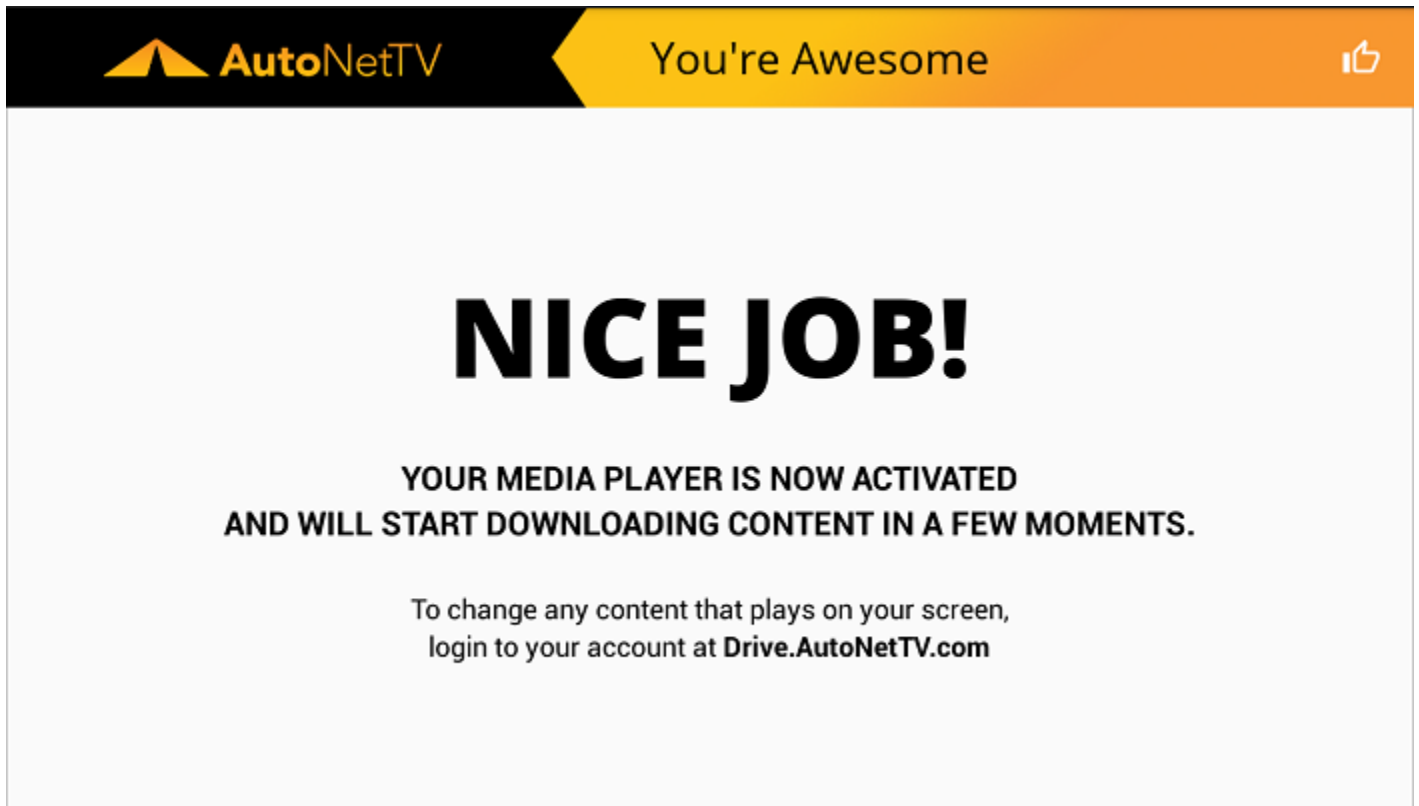 AutoNetTV
You're Awesome
NICE JOB!
YOUR MEDIA PLAYER IS NOW ACTIVATED
AND WILL START DOWNLOADING CONTENT IN A FEW MOMENTS.
To change any content that plays on your screen,
login to your account at Drive.AutoNetTV.com